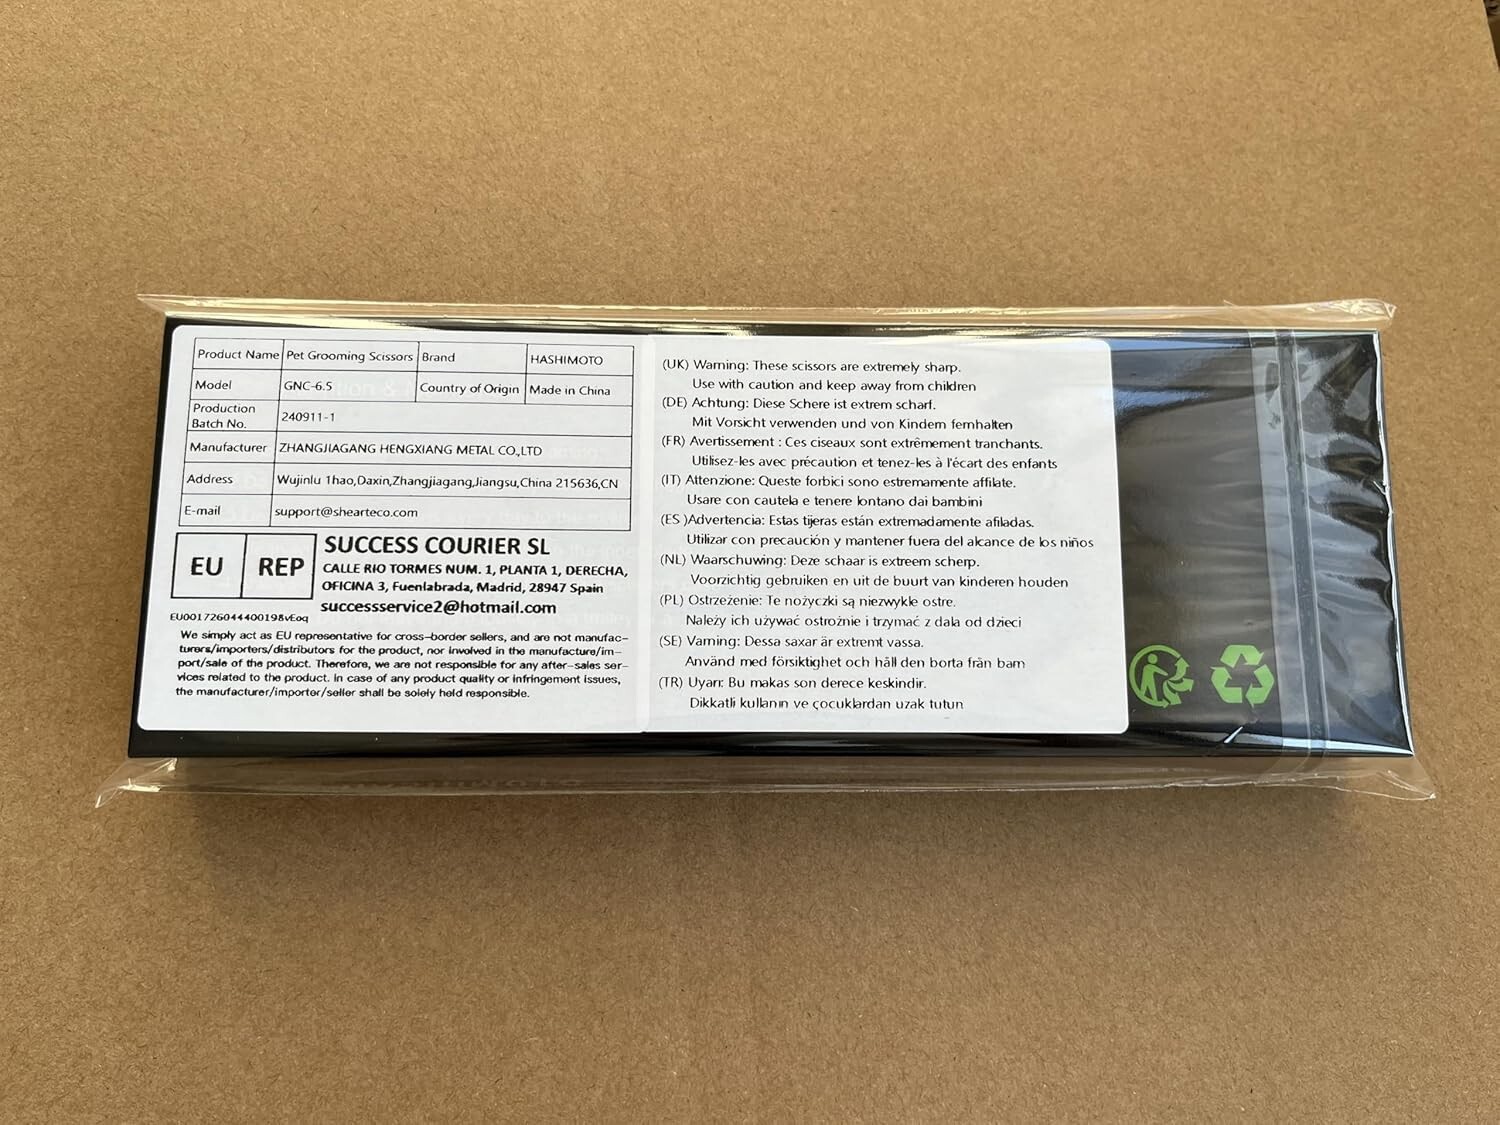 Product Name Pet Grooming Scissors Brand HASHIMOTO
Model GNC-6.5 Country of Origin Made in China
Production
Batch No. 240911-1
Manufacturer ZHANGJIAGANG HENGXIANG METAL CO.,LTD
Address Wujinlu 1hao,Daxin,Zhangjiagang,Jiangsu,China 215636,CN
E-mail support@shearteco.com
EU REP
SUCCESS COURIER SL
CALLE RIO TORMES NUM. 1, PLANTA 1, DERECHA,
OFICINA 3, Fuenlabrada, Madrid, 28947 Spain
successservice2@hotmail.com
EU001726044400198vEoq
We simply act as EU representative for cross-border sellers, and are not manufac-
turers/importers/distributors for the product, nor involved in the manufacture/im-
port/sale of the product. Therefore, we are not responsible for any after-sales ser-
vices related to the product. In case of any product quality or infringement issues,
the manufacturer/importer/seller shall be solely held responsible.
(UK) Warning: These scissors are extremely sharp.
Use with caution and keep away from children
(DE) Achtung: Diese Schere ist extrem scharf.
Mit Vorsicht verwenden und von Kindern fernhalten
(FR) Avertissement : Ces ciseaux sont extrêmement tranchants.
Utilisez-les avec précaution et tenez-les à l'écart des enfants
(IT) Attenzione: Queste forbici sono estremamente affilate.
Usare con cautela e tenere lontano dai bambini
(ES )Advertencia: Estas tijeras están extremadamente afiladas.
Utilizar con precaución y mantener fuera del alcance de los niños
(NL) Waarschuwing: Deze schaar is extreem scherp.
Voorzichtig gebruiken en uit de buurt van kinderen houden
(PL) Ostrzeżenie: Te nożyczki są niezwykle ostre.
Należy ich używać ostrożnie i trzymać z dala od dzieci
(SE) Varning: Dessa saxar är extremt vassa.
Använd med försiktighet och håll den borta från barn
(TR) Uyarı: Bu makas son derece keskindir.
Dikkatli kullanın ve çocuklardan uzak tutun